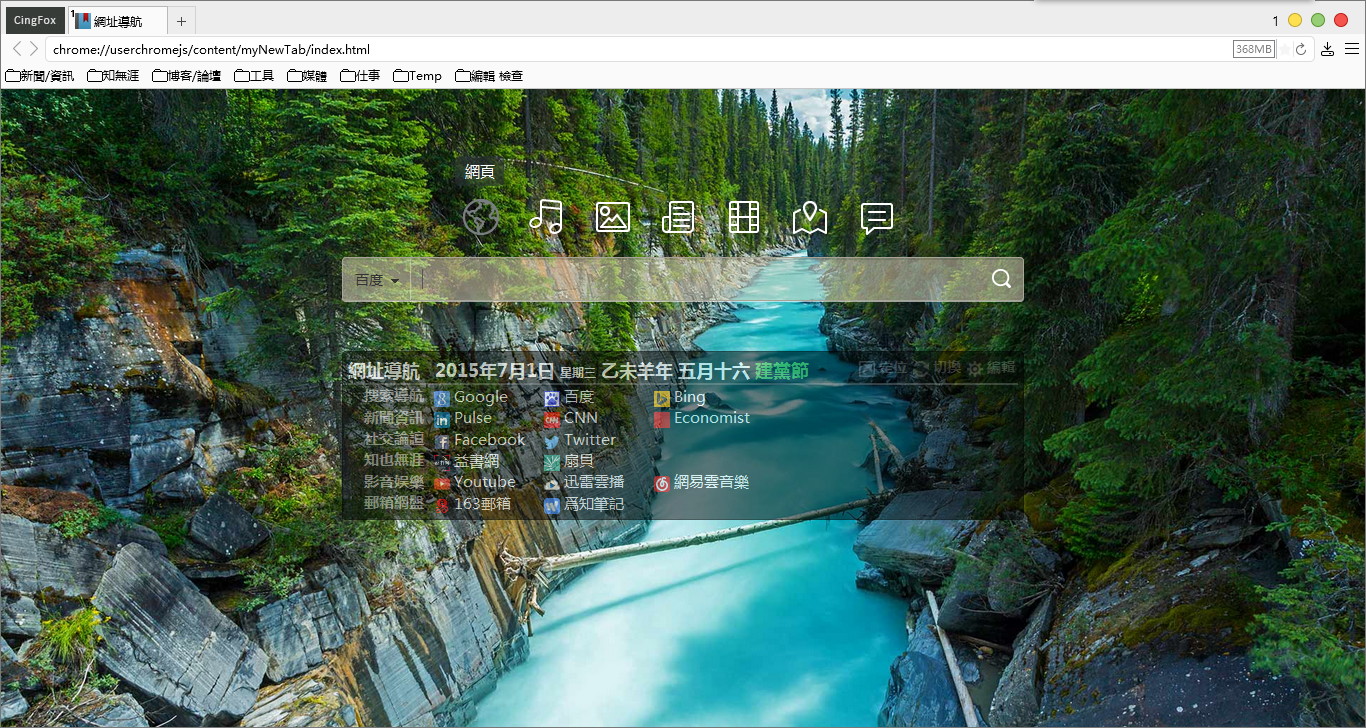 CingFox
1 網址導航 +
1
chrome://userchromejs/content/myNewTab/index.html
368MB
新聞/資訊 知無涯 博客/論壇 工具 媒體 仕事 Temp 編輯 檢查
網頁
百度
網址導航 2015年7月1日 星期三 乙未羊年 五月十六 建黨節 定位 切換 編輯
搜索導航 Google 百度 Bing
新聞資訊 Pulse CNN Economist
社交論壇 Facebook Twitter
知也無涯 益書網 扇貝
影音娛樂 Youtube 迅雷雲播 網易雲音樂
郵箱網盤 163郵箱 爲知筆記